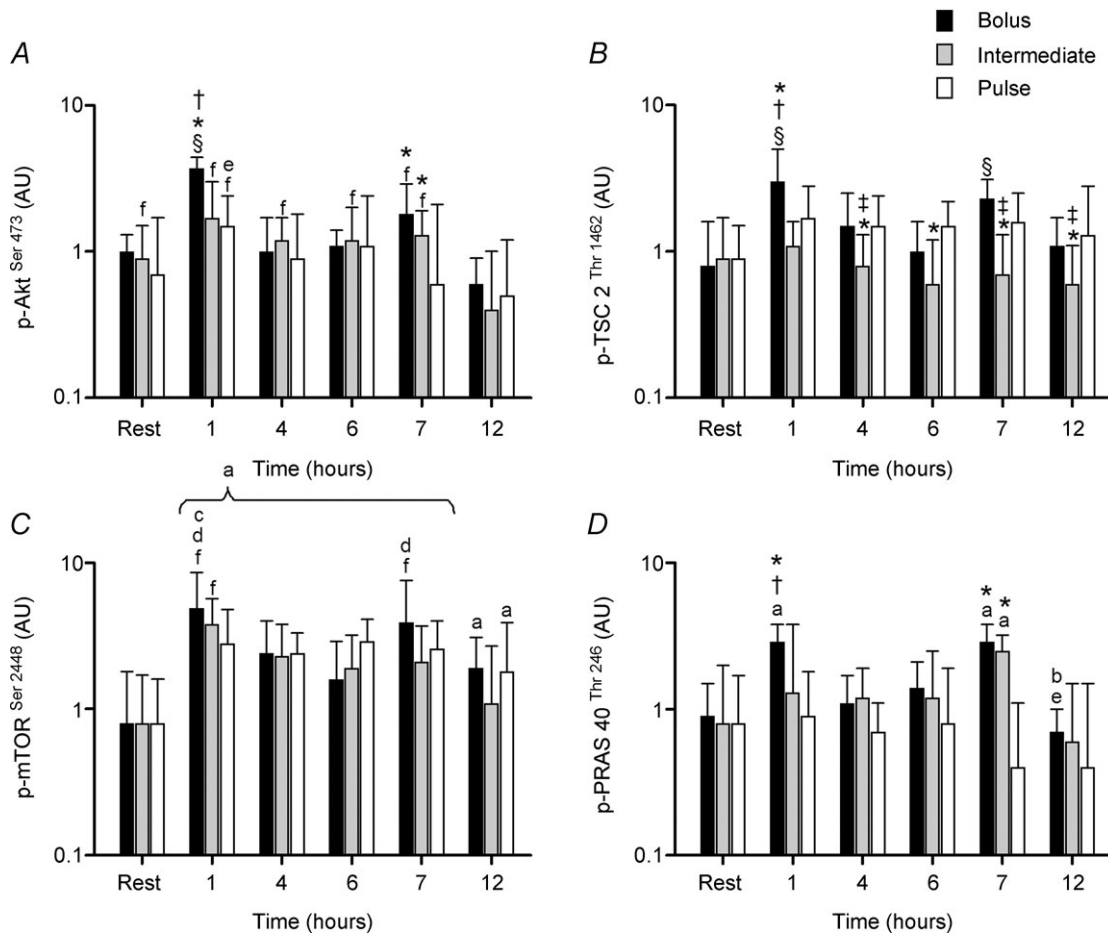 Bolus
Intermediate
Pulse
A
†
*
§
f
f
e
f
f
f
*
f
*
f
10
1
0.1
p-Akt Ser 473 (AU)
Rest 1 4 6 7 12
Time (hours)
B
*
†
§
‡
*
*
§
‡
*
‡
*
10
1
0.1
p-TSC 2 Thr 1462 (AU)
Rest 1 4 6 7 12
Time (hours)
C
a
c
d
f
f
d
f
a
a
10
1
0.1
p-mTOR Ser 2448 (AU)
Rest 1 4 6 7 12
Time (hours)
D
*
†
a
*
a
*
a
b
e
10
1
0.1
p-PRAS 40 Thr 246 (AU)
Rest 1 4 6 7 12
Time (hours)